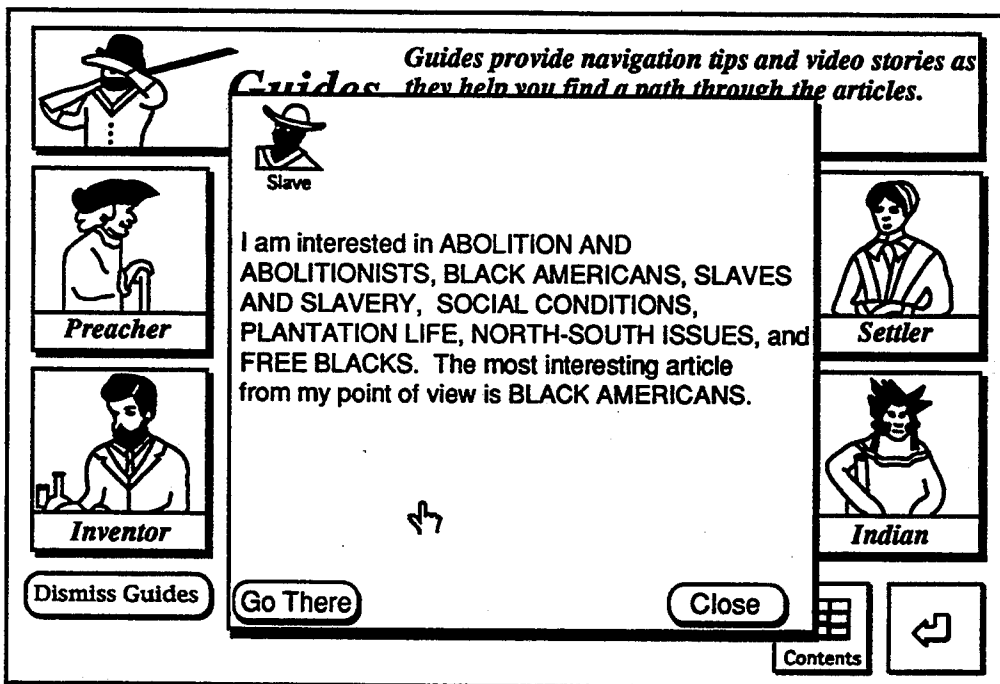 Guides provide navigation tips and video stories as
Guides they help you find a path through the articles.
Slave
I am interested in ABOLITION AND
ABOLITIONISTS, BLACK AMERICANS, SLAVES
AND SLAVERY, SOCIAL CONDITIONS,
PLANTATION LIFE, NORTH-SOUTH ISSUES, and
FREE BLACKS. The most interesting article
from my point of view is BLACK AMERICANS.
Preacher
Settler
Inventor
Indian
Dismiss Guides
Go There
Close
Contents